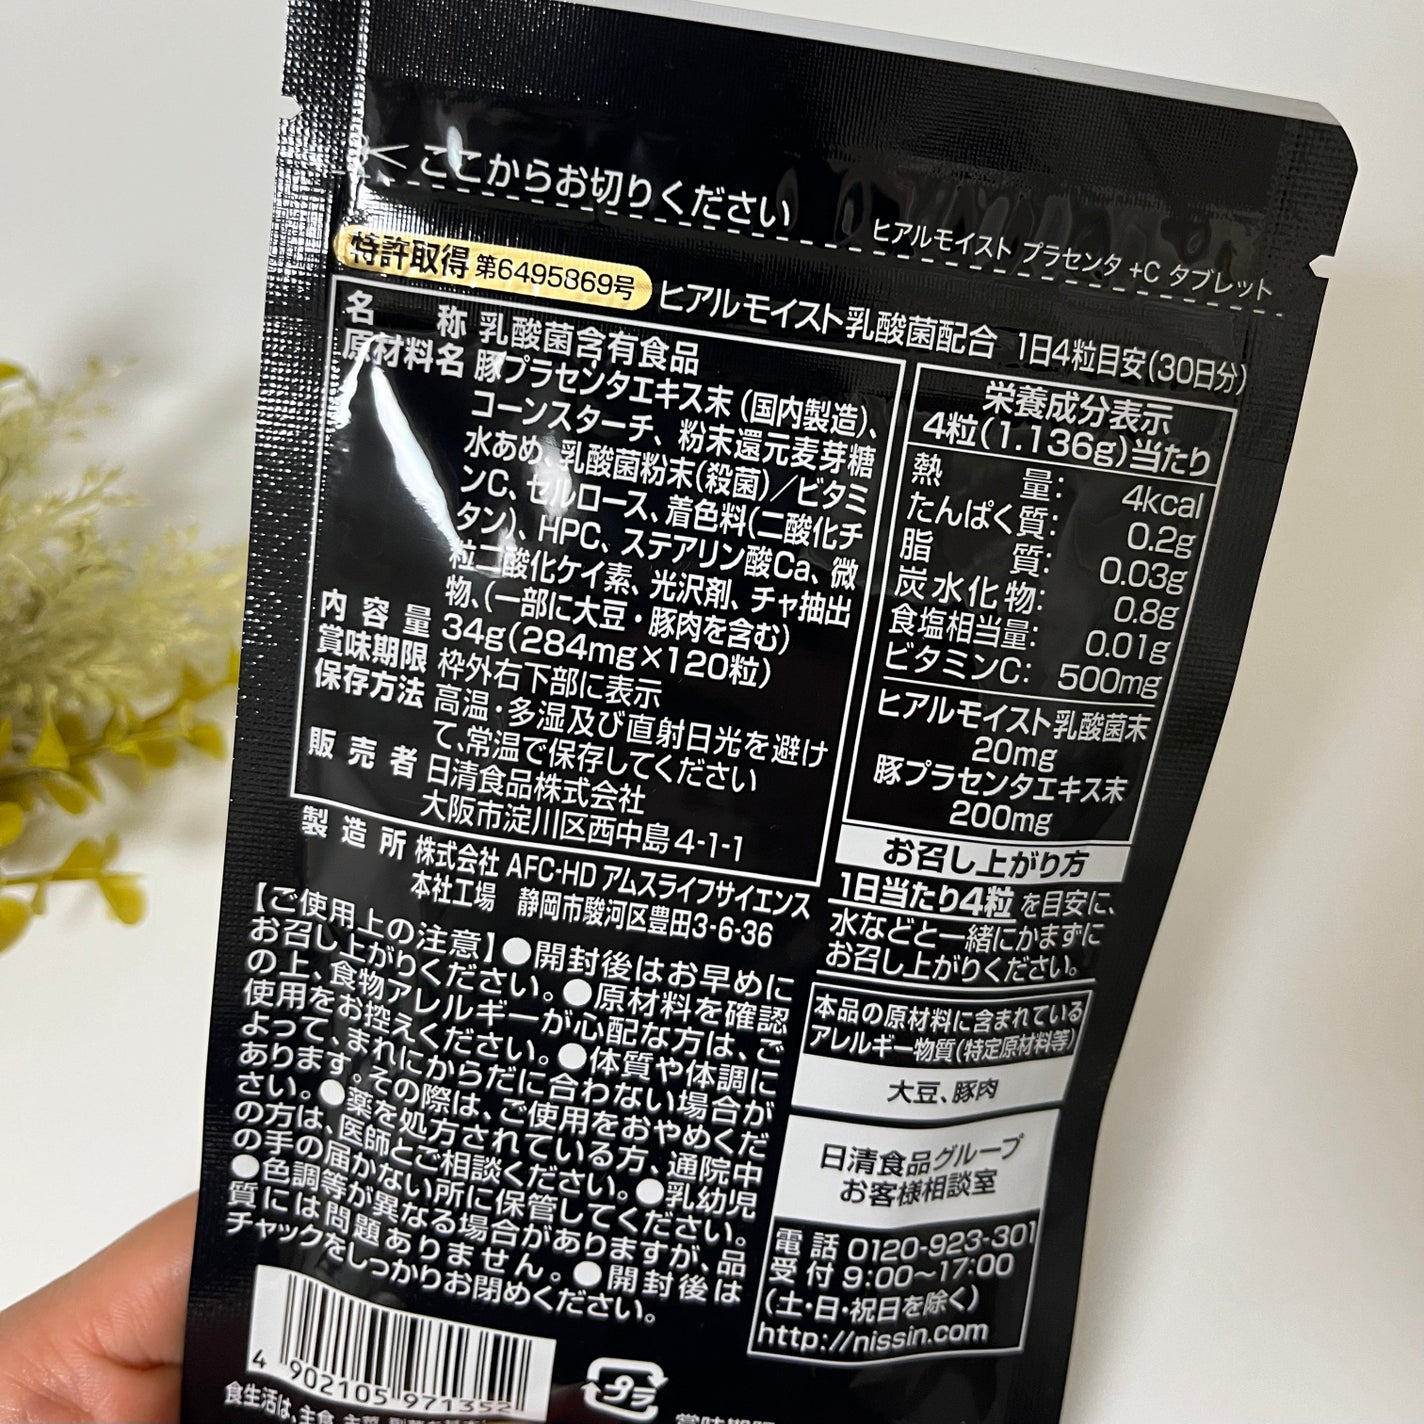 ここからお切りください
ヒアルモイスト プラセンタ +C タブレット
特許取得 第6495869号 ヒアルモイスト乳酸菌配合 1日4粒目安(30日分)
名称 乳酸菌含有食品
原材料名 豚プラセンタエキス末(国内製造)、
コーンスターチ、粉末還元麦芽糖
水あめ、乳酸菌粉末(殺菌)/ビタミ
ンC、セルロース、着色料(二酸化チ
タン)、HPC、ステアリン酸Ca、微
粒二酸化ケイ素、光沢剤、チャ抽出
物、(一部に大豆・豚肉を含む)
内容量 34g(284mg×120粒)
賞味期限 枠外右下部に表示
保存方法 高温・多湿及び直射日光を避け
て、常温で保存してください
販売者 日清食品株式会社
大阪市淀川区西中島4-1-1
製造所 株式会社 AFC-HD アムスライフサイエンス
本社工場 静岡市駿河区豊田3-6-36
【ご使用上の注意】●開封後はお早めに
お召し上がりください。●原材料を確認
の上、食物アレルギーが心配な方は、ご
使用をお控えください。●体質や体調に
よって、まれにからだに合わない場合が
あります。その際は、ご使用をおやめくだ
さい。●薬を処方されている方、通院中
の方は、医師とご相談ください。●乳幼児
の手の届かない所に保管してください。
●色調等が異なる場合がありますが、品
質には問題ありません。●開封後は
チャックをしっかりお閉めください。
栄養成分表示
4粒(1.136g)当たり
熱量: 4kcal
たんぱく質: 0.2g
脂質: 0.03g
炭水化物: 0.8g
食塩相当量: 0.01g
ビタミンC: 500mg
ヒアルモイスト乳酸菌末
20mg
豚プラセンタエキス末
200mg
お召し上がり方
1日当たり4粒を目安に、
水などと一緒にかまずに
お召し上がりください。
本品の原材料に含まれている
アレルギー物質(特定原材料等)
大豆、豚肉
日清食品グループ
お客様相談室
電話 0120-923-301
受付 9:00～17:00
(土・日・祝日を除く)
http://nissin.com
4 902105 971352
プラ
食生活は、主食、主菜、副菜を基本
賞味期限